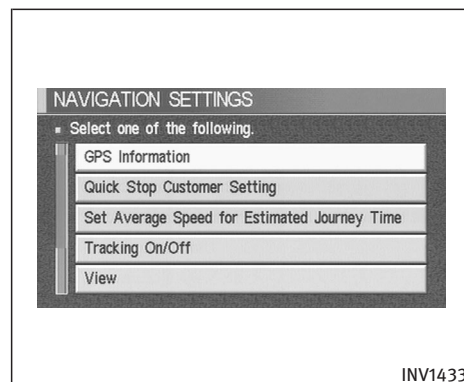 NAVIGATION SETTINGS
Select one of the following.
GPS Information
Quick Stop Customer Setting
Set Average Speed for Estimated Journey Time
Tracking On/Off
View
INV1433